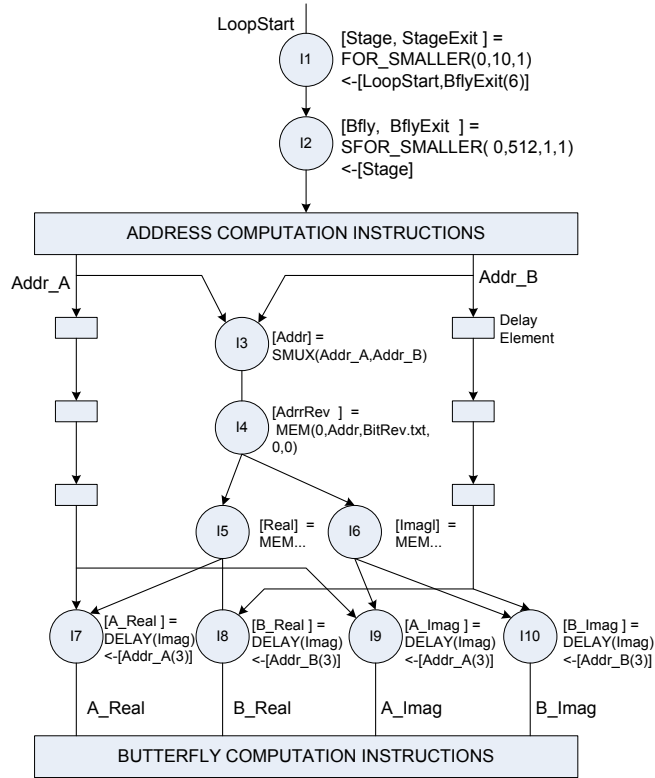 LoopStart
I1
[Stage, StageExit ] =
FOR_SMALLER(0,10,1)
<-[LoopStart,BflyExit(6)]
I2
[Bfly,  BflyExit  ] =
SFOR_SMALLER( 0,512,1,1)
<-[Stage]
ADDRESS COMPUTATION INSTRUCTIONS
Addr_A
Addr_B
I3
[Addr] =
SMUX(Addr_A,Addr_B)
Delay
Element
I4
[AdrrRev  ] =
MEM(0,Addr,BitRev.txt,
0,0)
I5
[Real] =
MEM...
I6
[ImagI] =
MEM...
I7
[A_Real ] =
DELAY(Imag)
<-[Addr_A(3)]
I8
[B_Real ] =
DELAY(Imag)
<-[Addr_B(3)]
I9
[A_Imag ] =
DELAY(Imag)
<-[Addr_A(3)]
I10
[B_Imag ] =
DELAY(Imag)
<-[Addr_B(3)]
A_Real
B_Real
A_Imag
B_Imag
BUTTERFLY COMPUTATION INSTRUCTIONS